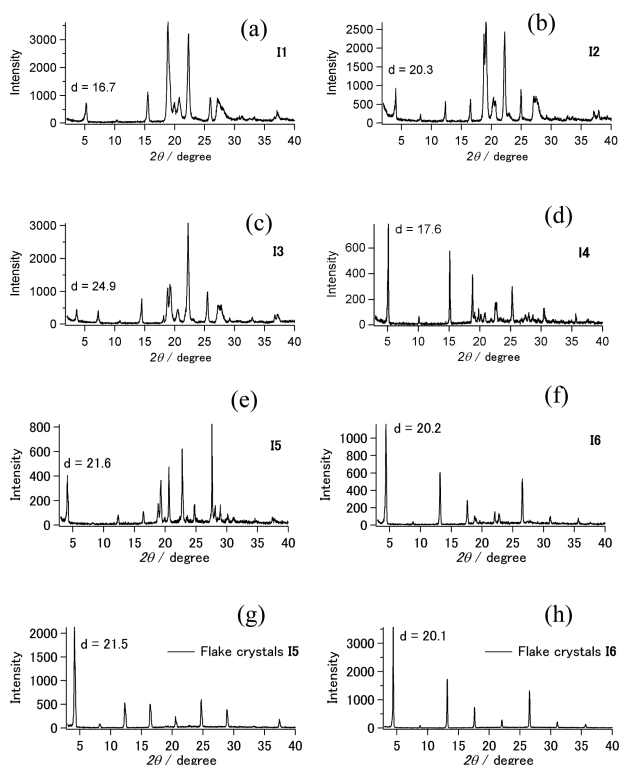 (a)
I1
d = 16.7
Intensity
3000
2000
1000
0
5 10 15 20 25 30 35 40
2θ / degree
(b)
I2
d = 20.3
Intensity
2500
2000
1500
1000
500
0
5 10 15 20 25 30 35 40
2θ / degree
(c)
I3
d = 24.9
Intensity
3000
2000
1000
0
5 10 15 20 25 30 35 40
2θ / degree
(d)
d = 17.6
I4
Intensity
600
400
200
0
5 10 15 20 25 30 35 40
2θ / degree
(e)
I5
d = 21.6
Intensity
800
600
400
200
0
5 10 15 20 25 30 35 40
2θ / degree
(f)
d = 20.2
I6
Intensity
1000
800
600
400
200
0
5 10 15 20 25 30 35 40
2θ / degree
(g)
d = 21.5
Flake crystals I5
Intensity
2000
1500
1000
500
0
5 10 15 20 25 30 35 40
2θ / degree
(h)
d = 20.1
Flake crystals I6
Intensity
3000
2000
1000
0
5 10 15 20 25 30 35 40
2θ / degree